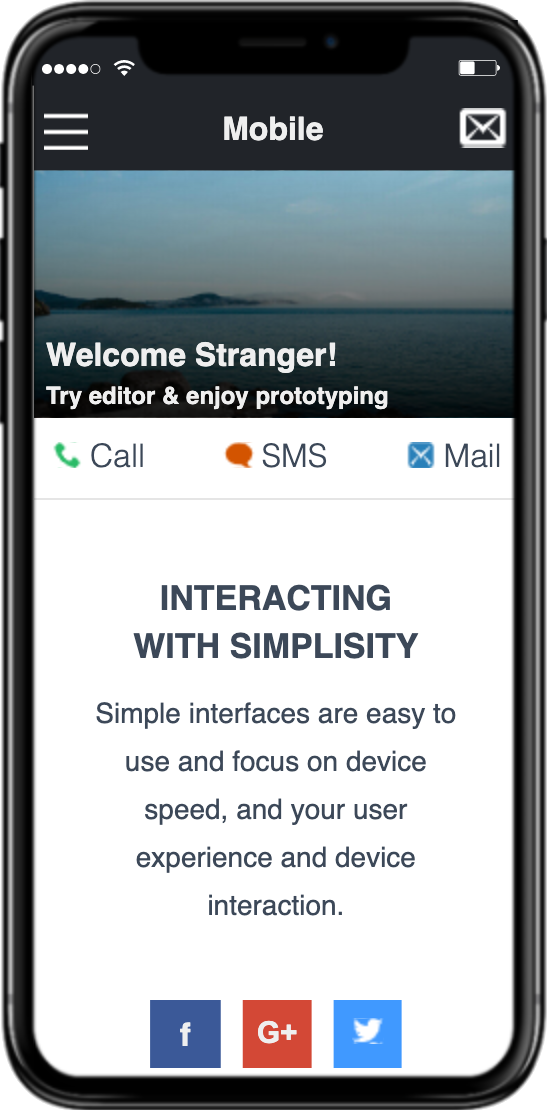 Mobile
Welcome Stranger!
Try editor & enjoy prototyping
Call SMS Mail
INTERACTING
WITH SIMPLISITY
Simple interfaces are easy to
use and focus on device
speed, and your user
experience and device
interaction.
f G+